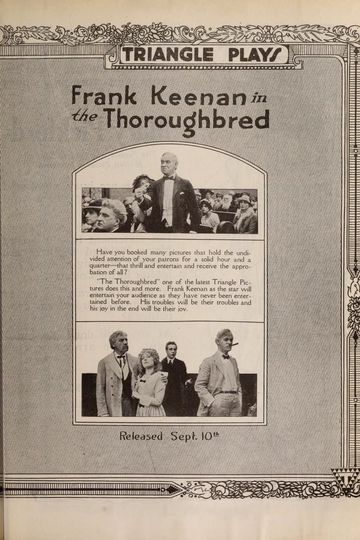 TRIANGLE PLAYS
Frank Keenan in
the Thoroughbred
Have you booked many pictures that hold the undi-
vided attention of your patrons for a solid hour and a
quarter—that thrill and entertain and receive the appro-
bation of all?
"The Thoroughbred" one of the latest Triangle Pic-
tures does this and more. Frank Keenan as the star will
entertain your audience as they have never been enter-
tained before. His troubles will be their troubles and
his joy in the end will be their joy.
Released Sept. 10th
T